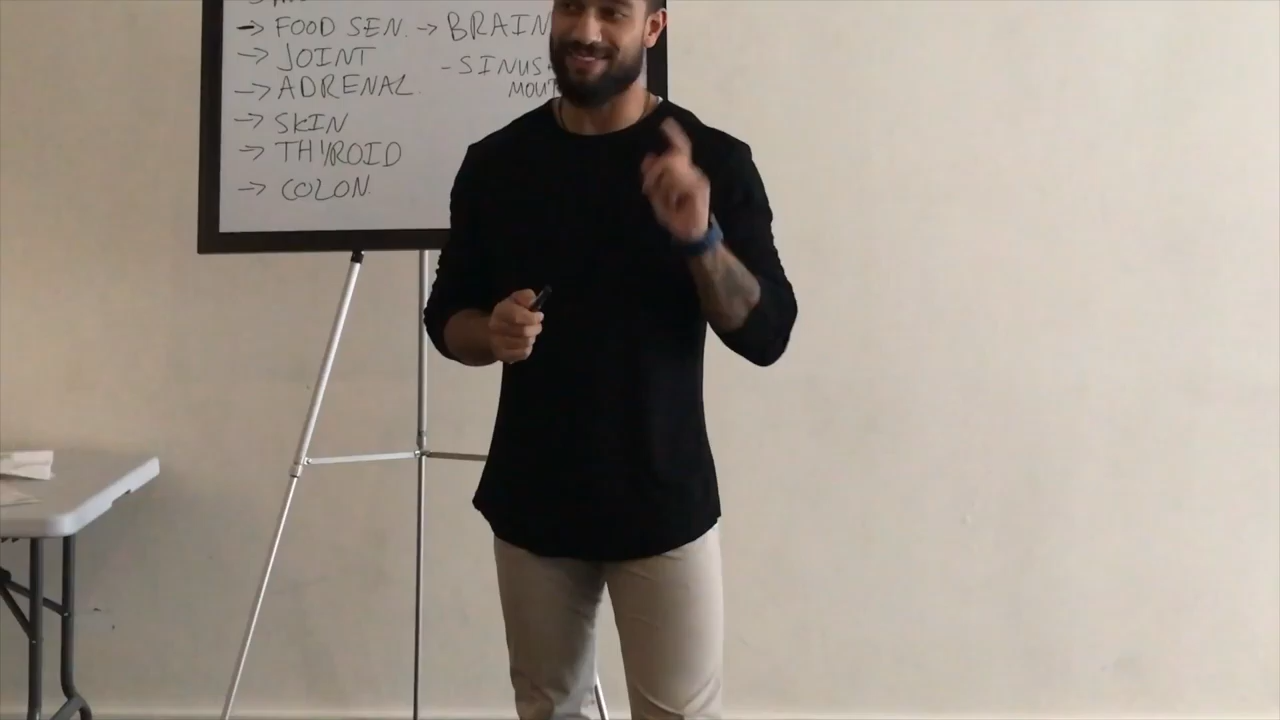 → FOOD SEN. → BRAIN
→ JOINT
- SINUS
→ ADRENAL
→ SKIN
→ THYROID
→ COLON